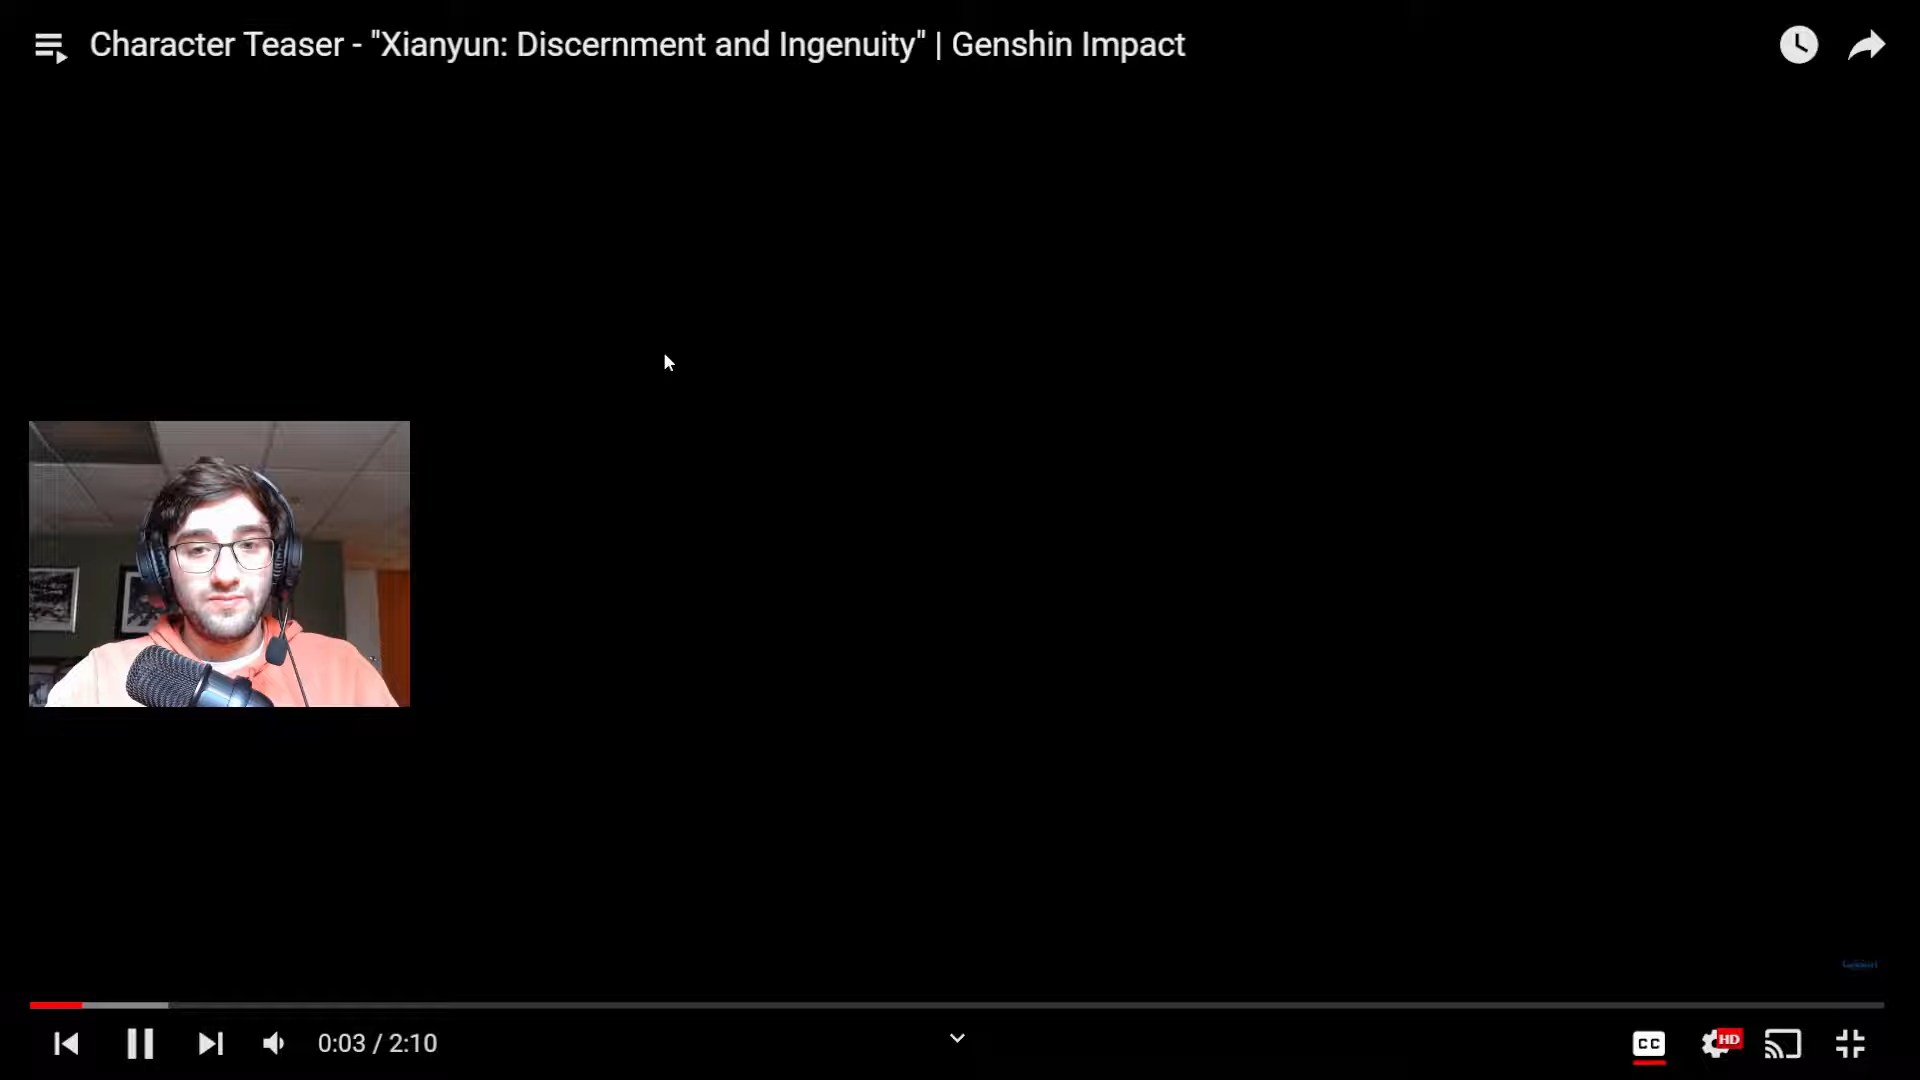 Character Teaser - "Xianyun: Discernment and Ingenuity" | Genshin Impact
0:03 / 2:10
CC
HD